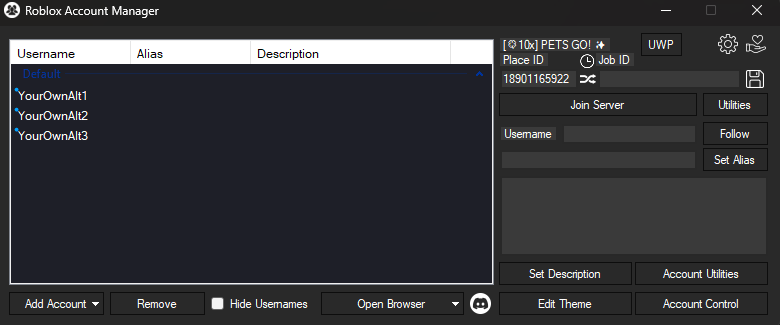 Roblox Account Manager
Username Alias Description
Default
YourOwnAlt1
YourOwnAlt2
YourOwnAlt3
Add Account Remove Hide Usernames Open Browser
[⚙10x] PETS GO! ✨ UWP
Place ID Job ID
18901165922
Join Server Utilities
Username Follow
Set Alias
Set Description Account Utilities
Edit Theme Account Control